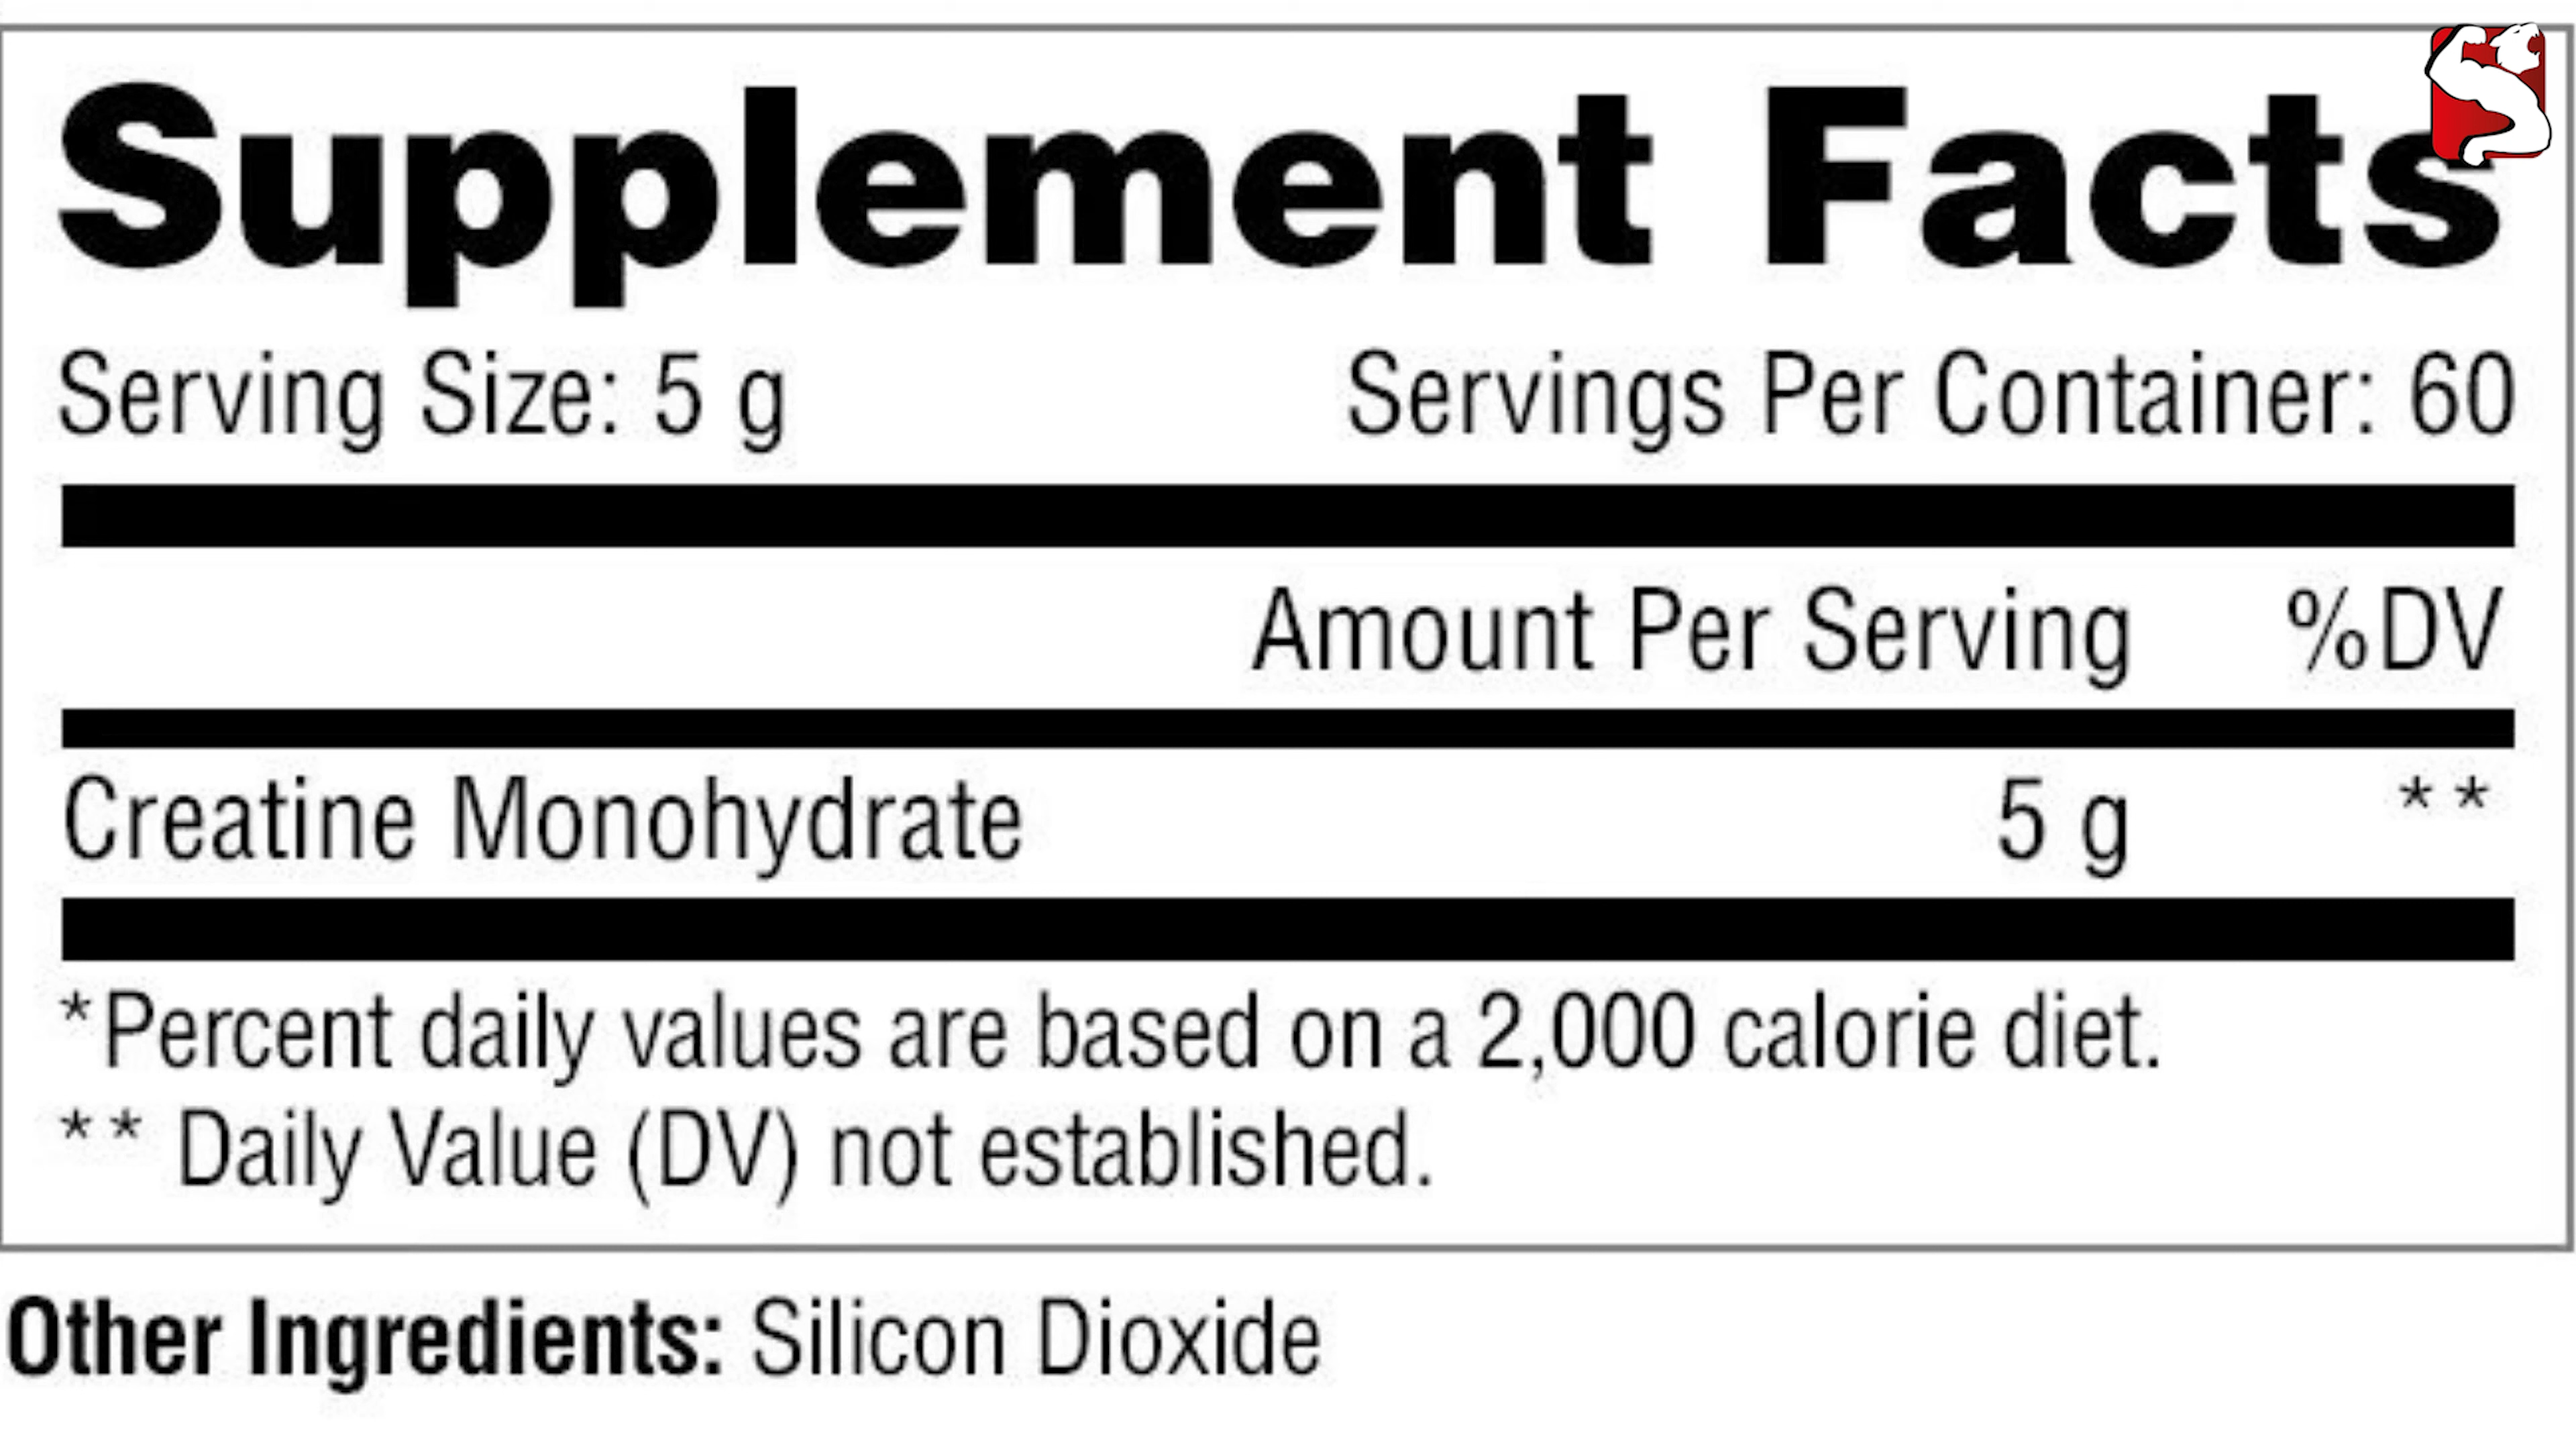 Supplement Facts
Serving Size: 5 g Servings Per Container: 60
Amount Per Serving %DV
Creatine Monohydrate 5 g **
*Percent daily values are based on a 2,000 calorie diet.
** Daily Value (DV) not established.
Other Ingredients: Silicon Dioxide